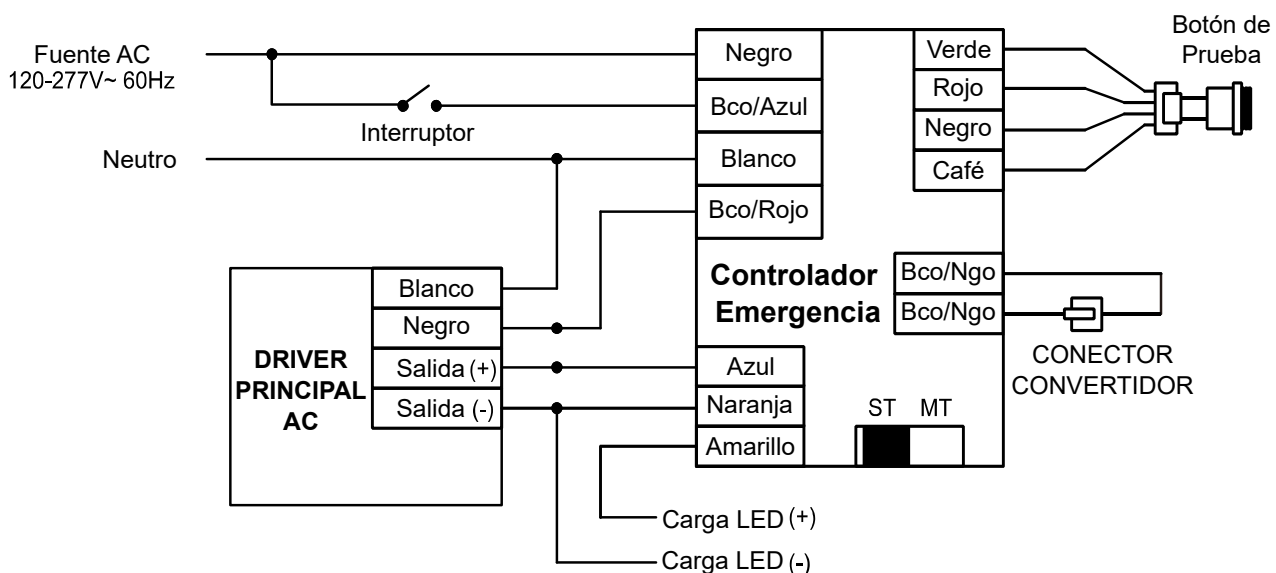 Fuente AC
120-277V~ 60Hz
Interruptor
Neutro
Negro
Bco/Azul
Blanco
Bco/Rojo
Verde
Rojo
Negro
Café
Botón de
Prueba
Controlador
Emergencia
Bco/Ngo
Bco/Ngo
CONECTOR
CONVERTIDOR
DRIVER
PRINCIPAL
AC
Blanco
Negro
Salida (+)
Salida (-)
Azul
Naranja
Amarillo
ST MT
Carga LED (+)
Carga LED (-)